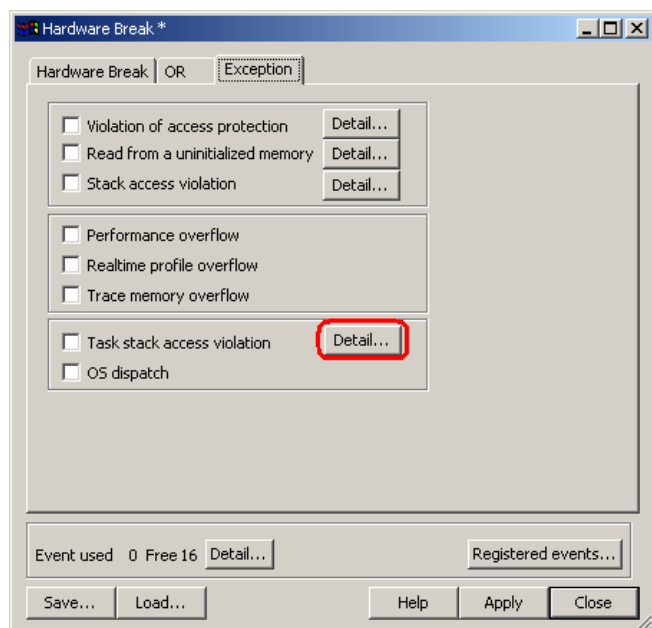 Hardware Break *
Hardware Break OR Exception
Violation of access protection Detail...
Read from a uninitialized memory Detail...
Stack access violation Detail...
Performance overflow
Realtime profile overflow
Trace memory overflow
Task stack access violation Detail...
OS dispatch
Event used 0 Free 16 Detail... Registered events...
Save... Load... Help Apply Close